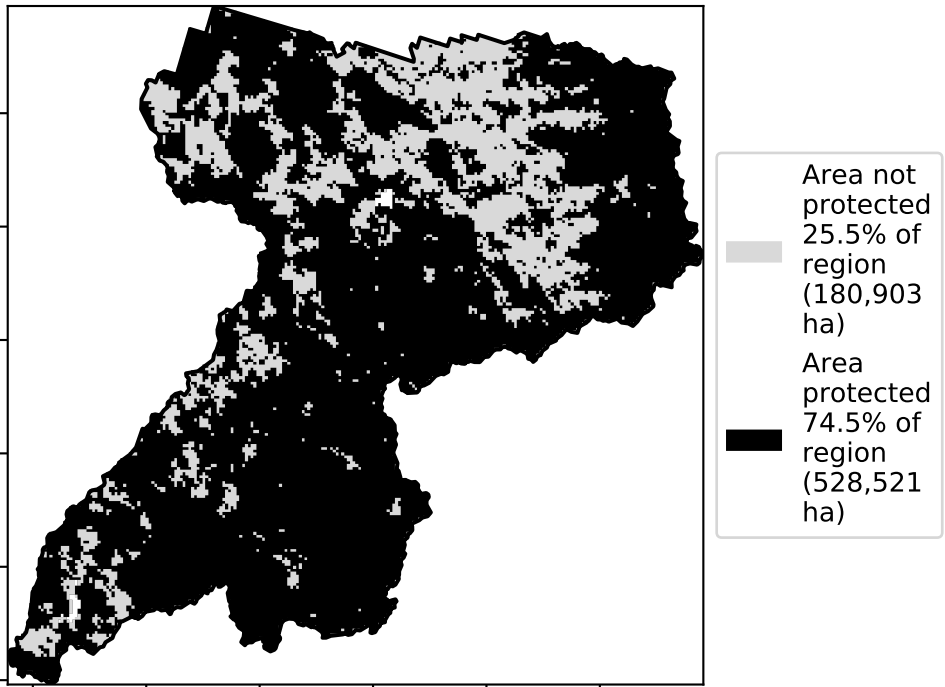 Area not
protected
25.5% of
region
(180,903
ha)
Area
protected
74.5% of
region
(528,521
ha)